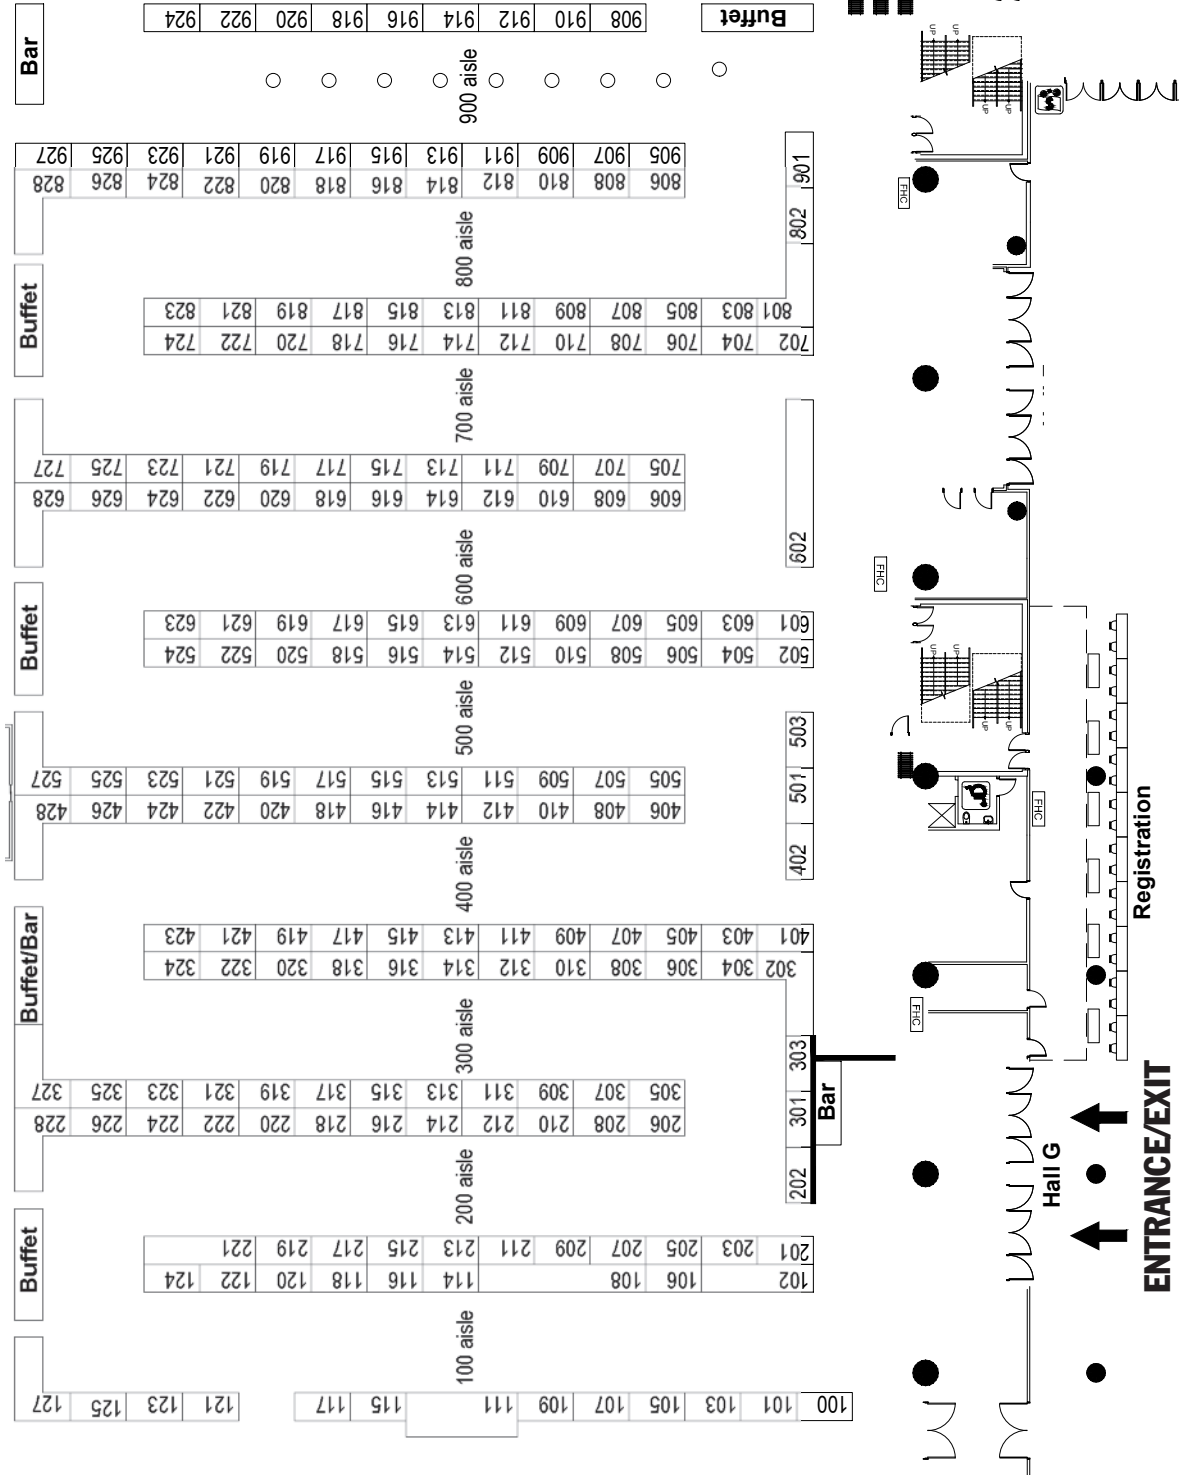 924 922 920 918 916 914 912 910 908
Buffet
Bar
900 aisle
927 925 923 921 919 917 915 913 911 909 907 905
828 826 824 822 820 818 816 814 812 810 808 806
901
802
800 aisle
Buffet
823 821 819 817 815 813 811 809 807 805 803 801
724 722 720 718 716 714 712 710 708 706 704 702
700 aisle
727 725 723 721 719 717 715 713 711 709 707 705
628 626 624 622 620 618 616 614 612 610 608 606
602
600 aisle
Buffet
623 621 619 617 615 613 611 609 607 605 603 601
524 522 520 518 516 514 512 510 508 506 504 502
500 aisle
503
527 525 523 521 519 517 515 513 511 509 507 505
501
428 426 424 422 420 418 416 414 412 410 408 406
402
400 aisle
Buffet/Bar
423 421 419 417 415 413 411 409 407 405 403 401
324 322 320 318 316 314 312 310 308 306 304 302
300 aisle
303
327 325 323 321 319 317 315 313 311 309 307 305
301
Bar
228 226 224 222 220 218 216 214 212 210 208 206
202
200 aisle
Buffet
221 219 217 215 213 211 209 207 205 203 201
124 122 120 118 116 114 108 106 102
100 aisle
127 125 123 121 117 115 111 109 107 105 103 101 100
UP
UP
UP
UP
FHC
FHC
UP
UP
UP
UP
FHC
FHC
Registration
Hall G
ENTRANCE/EXIT